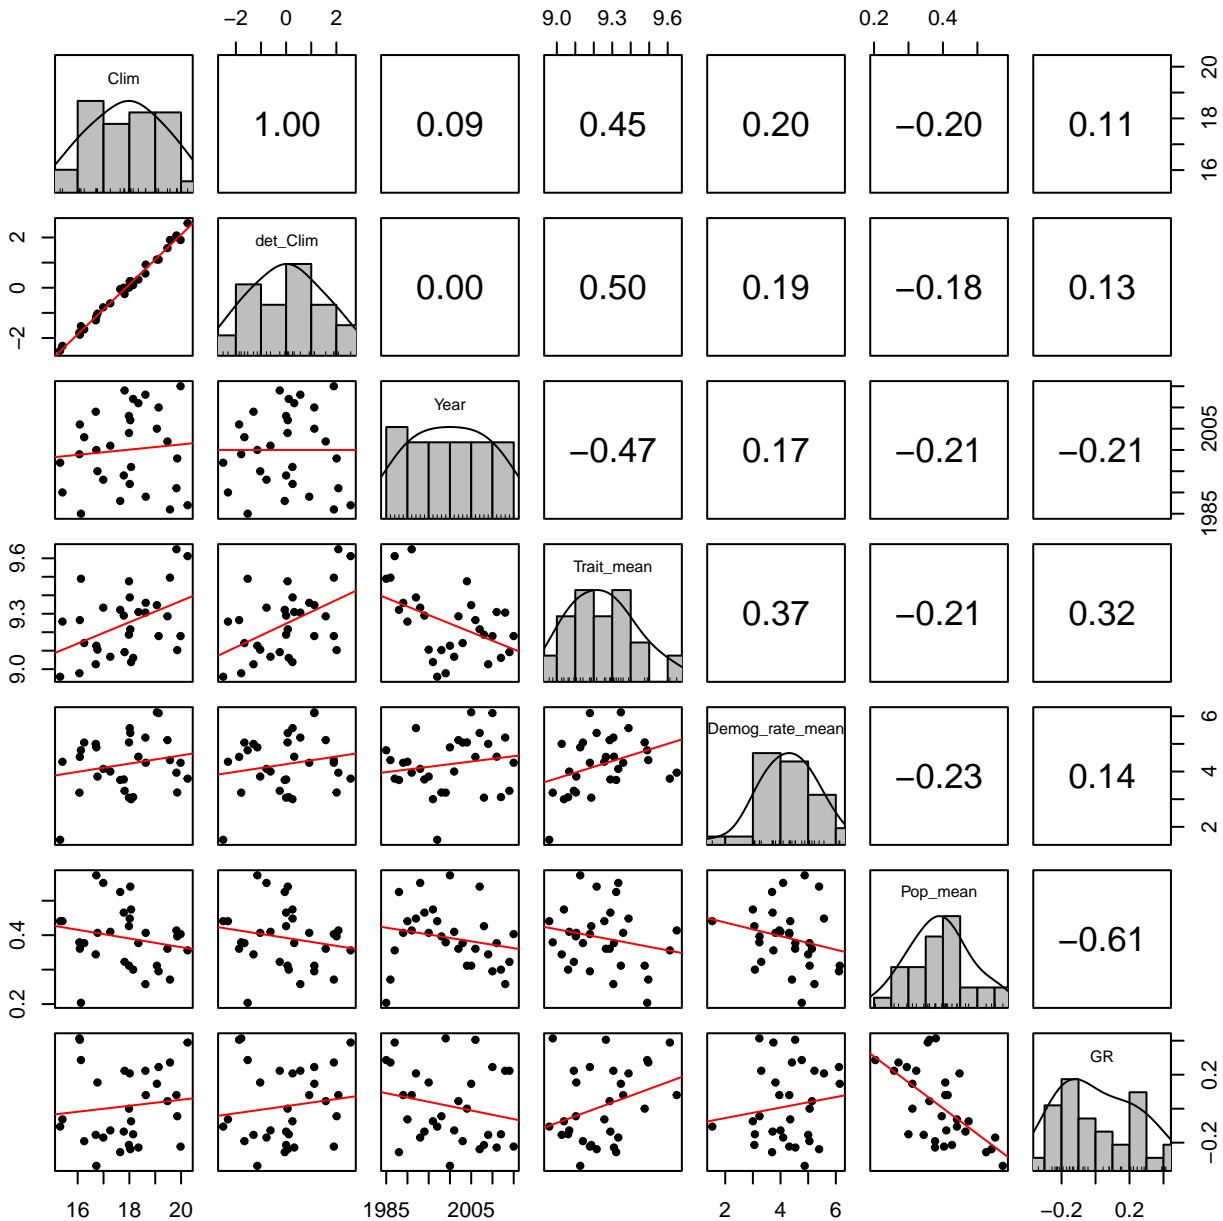 −2 0 2 9.0 9.3 9.6 0.2 0.4
Clim 1.00 0.09 0.45 0.20 −0.20 0.11 16 18 20
−2 0 2 det_Clim 0.00 0.50 0.19 −0.18 0.13
Year −0.47 0.17 −0.21 −0.21 1985 2005
9.0 9.3 9.6 Trait_mean 0.37 −0.21 0.32
Demog_rate_mean −0.23 0.14 2 4 6
0.2 0.4 Pop_mean −0.61
GR −0.2 0.2
16 18 20 1985 2005 2 4 6 −0.2 0.2